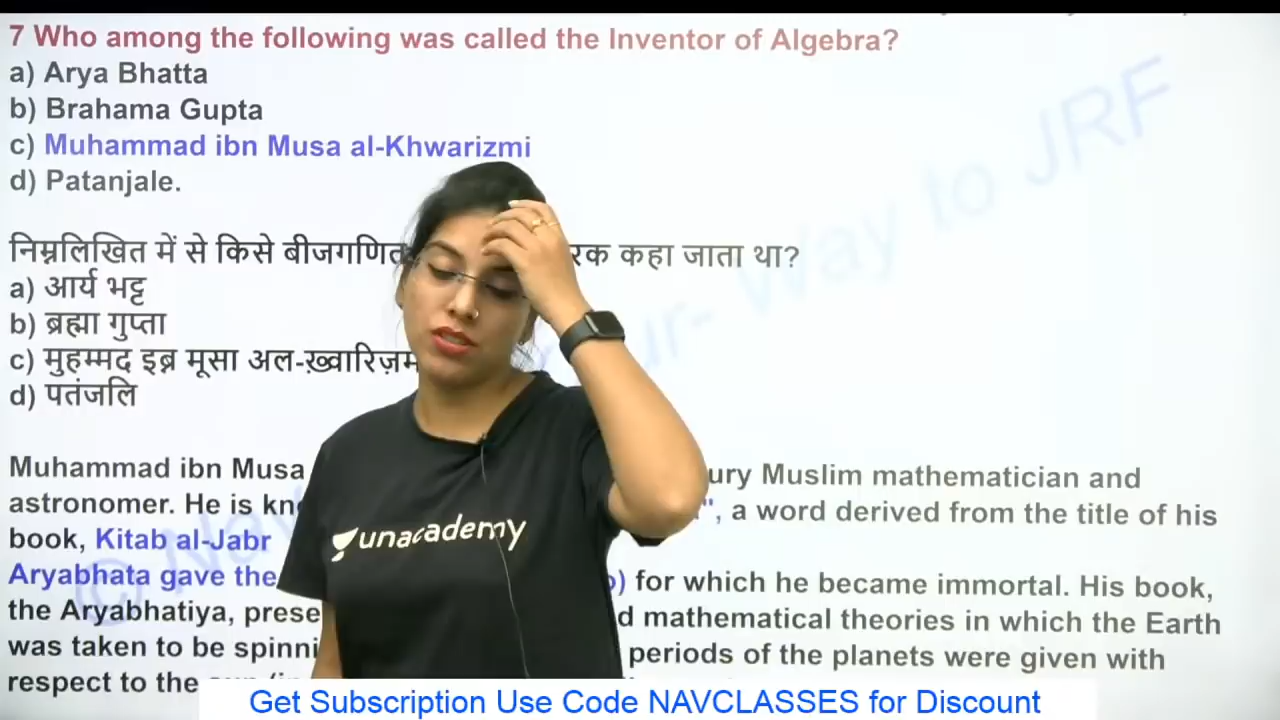 7 Who among the following was called the Inventor of Algebra?
a) Arya Bhatta
b) Brahama Gupta
c) Muhammad ibn Musa al-Khwarizmi
d) Patanjale.
निम्नलिखित में से किसे बीजगणित रक कहा जाता था?
a) आर्य भट्ट
b) ब्रह्मा गुप्ता
c) मुहम्मद इब्न मूसा अल-ख़्वारिज़म
d) पतंजलि
Muhammad ibn Musa ury Muslim mathematician and
astronomer. He is kn ", a word derived from the title of his
book, Kitab al-Jabr
Aryabhata gave the ) for which he became immortal. His book,
the Aryabhatiya, prese d mathematical theories in which the Earth
was taken to be spinni periods of the planets were given with
respect to the
unacademy
ur- Way to JRF
© Nav
Get Subscription Use Code NAVCLASSES for Discount